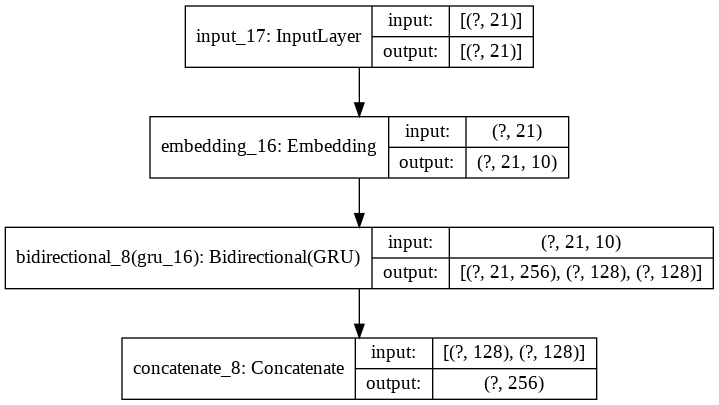 input_17: InputLayer
input: [(?, 21)]
output: [(?, 21)]
embedding_16: Embedding
input: (?, 21)
output: (?, 21, 10)
bidirectional_8(gru_16): Bidirectional(GRU)
input: (?, 21, 10)
output: [(?, 21, 256), (?, 128), (?, 128)]
concatenate_8: Concatenate
input: [(?, 128), (?, 128)]
output: (?, 256)